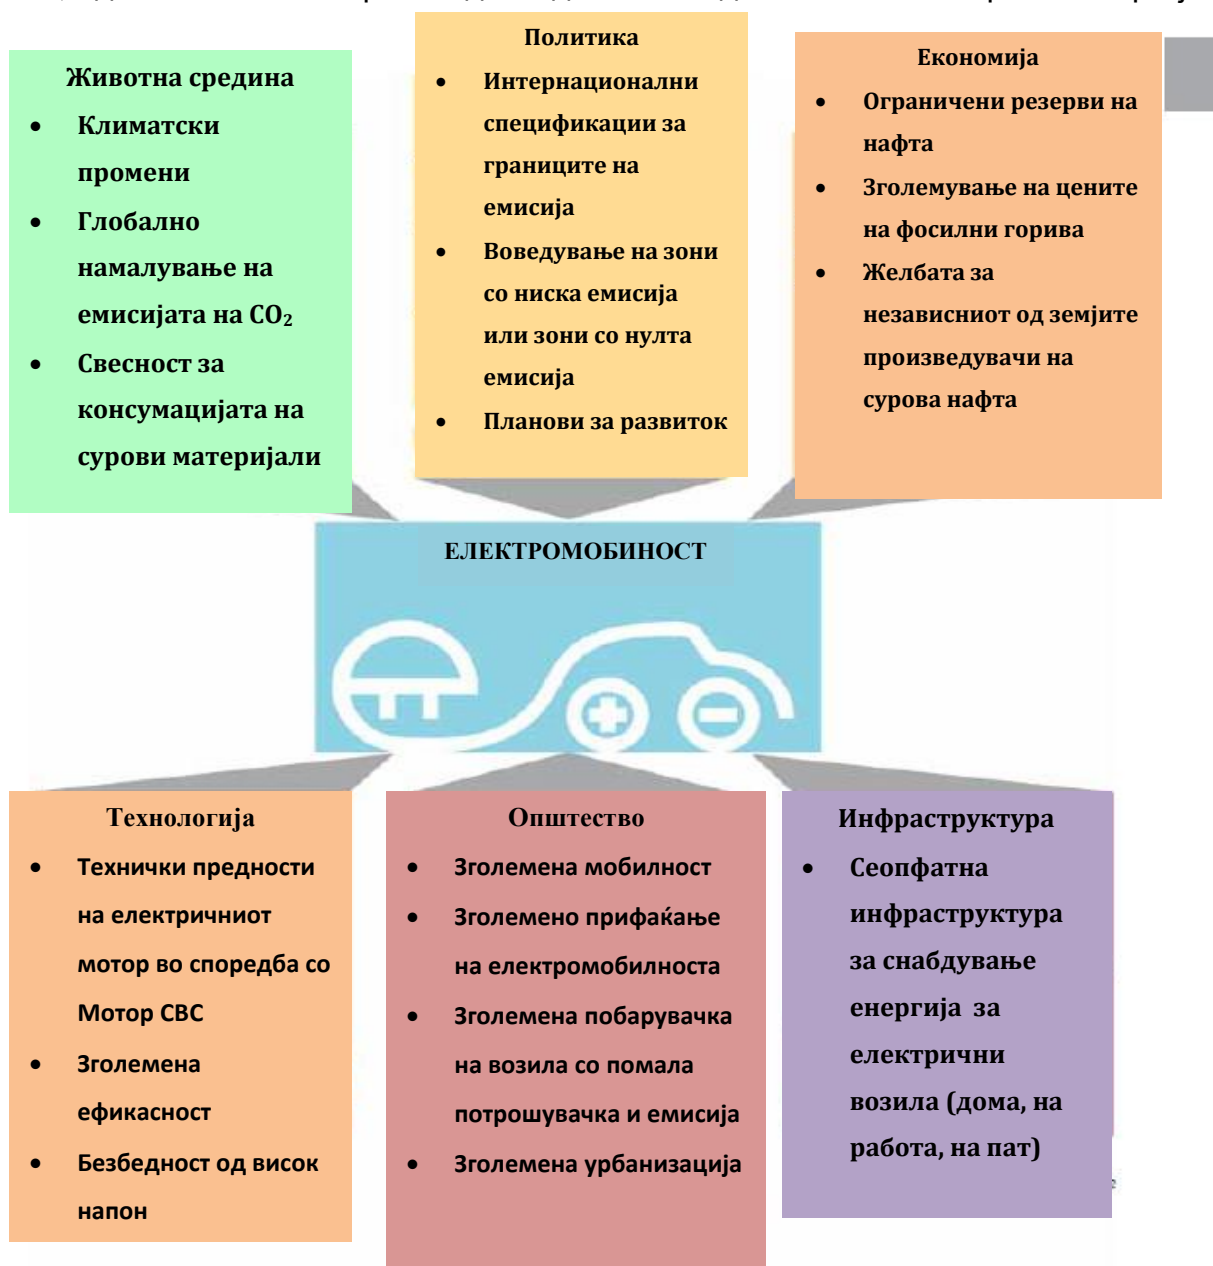 Животна средина
• Климатски
промени
• Глобално
намалување на
емисијата на CO₂
• Свесност за
консумацијата на
сурови материјали
Политика
• Интернационални
спецификации за
границите на
емисија
• Воведување на зони
со ниска емисија
или зони со нулта
емисија
• Планови за развиток
Економија
• Ограничени резерви на
нафта
• Зголемување на цените
на фосилни горива
• Желбата за
независниот од земјите
произведувачи на
сурова нафта
ЕЛЕКТРОМОБИНОСТ
Технологија
• Технички предности
на електричниот
мотор во споредба со
Мотор СВС
• Зголемена
ефикасност
• Безбедност од висок
напон
Општество
• Зголемена мобилност
• Зголемено прифаќање
на електромобилноста
• Зголемена побарувачка
на возила со помала
потрошувачка и емисија
• Зголемена урбанизација
Инфраструктура
• Сеопфатна
инфраструктура
за снабдување
енергија за
електрични
возила (дома, на
работа, на пат)